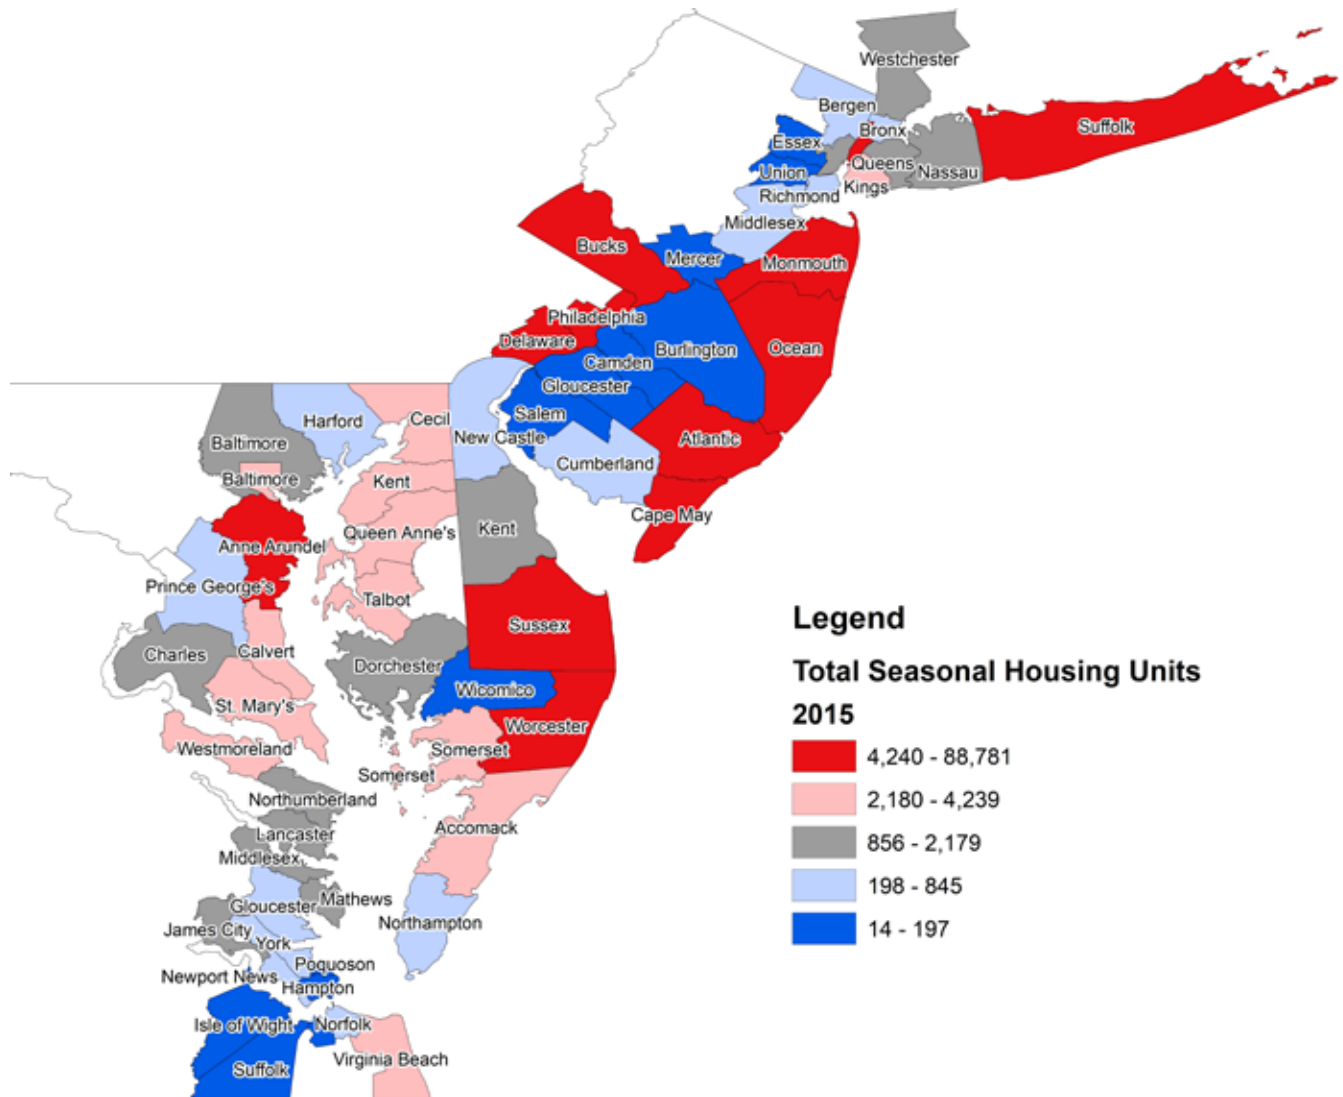 Westchester
Bergen
Suffolk
Bronx
Essex
Queens
Union
Nassau
Kings
Richmond
Middlesex
Bucks
Mercer
Monmouth
Philadelphia
Delaware
Ocean
Burlington
Camden
Gloucester
Salem
Harford
Cecil
New Castle
Atlantic
Baltimore
Cumberland
Baltimore
Kent
Cape May
Kent
Queen Anne's
Anne Arundel
Prince George's
Talbot
Sussex
Calvert
Charles
Dorchester
Wicomico
St. Mary's
Worcester
Westmoreland
Somerset
Somerset
Northumberland
Accomack
Lancaster
Middlesex
Mathews
Gloucester
Northampton
James City
York
Poquoson
Newport News
Hampton
Isle of Wight
Norfolk
Virginia Beach
Suffolk
Legend
Total Seasonal Housing Units
2015
4,240 - 88,781
2,180 - 4,239
856 - 2,179
198 - 845
14 - 197